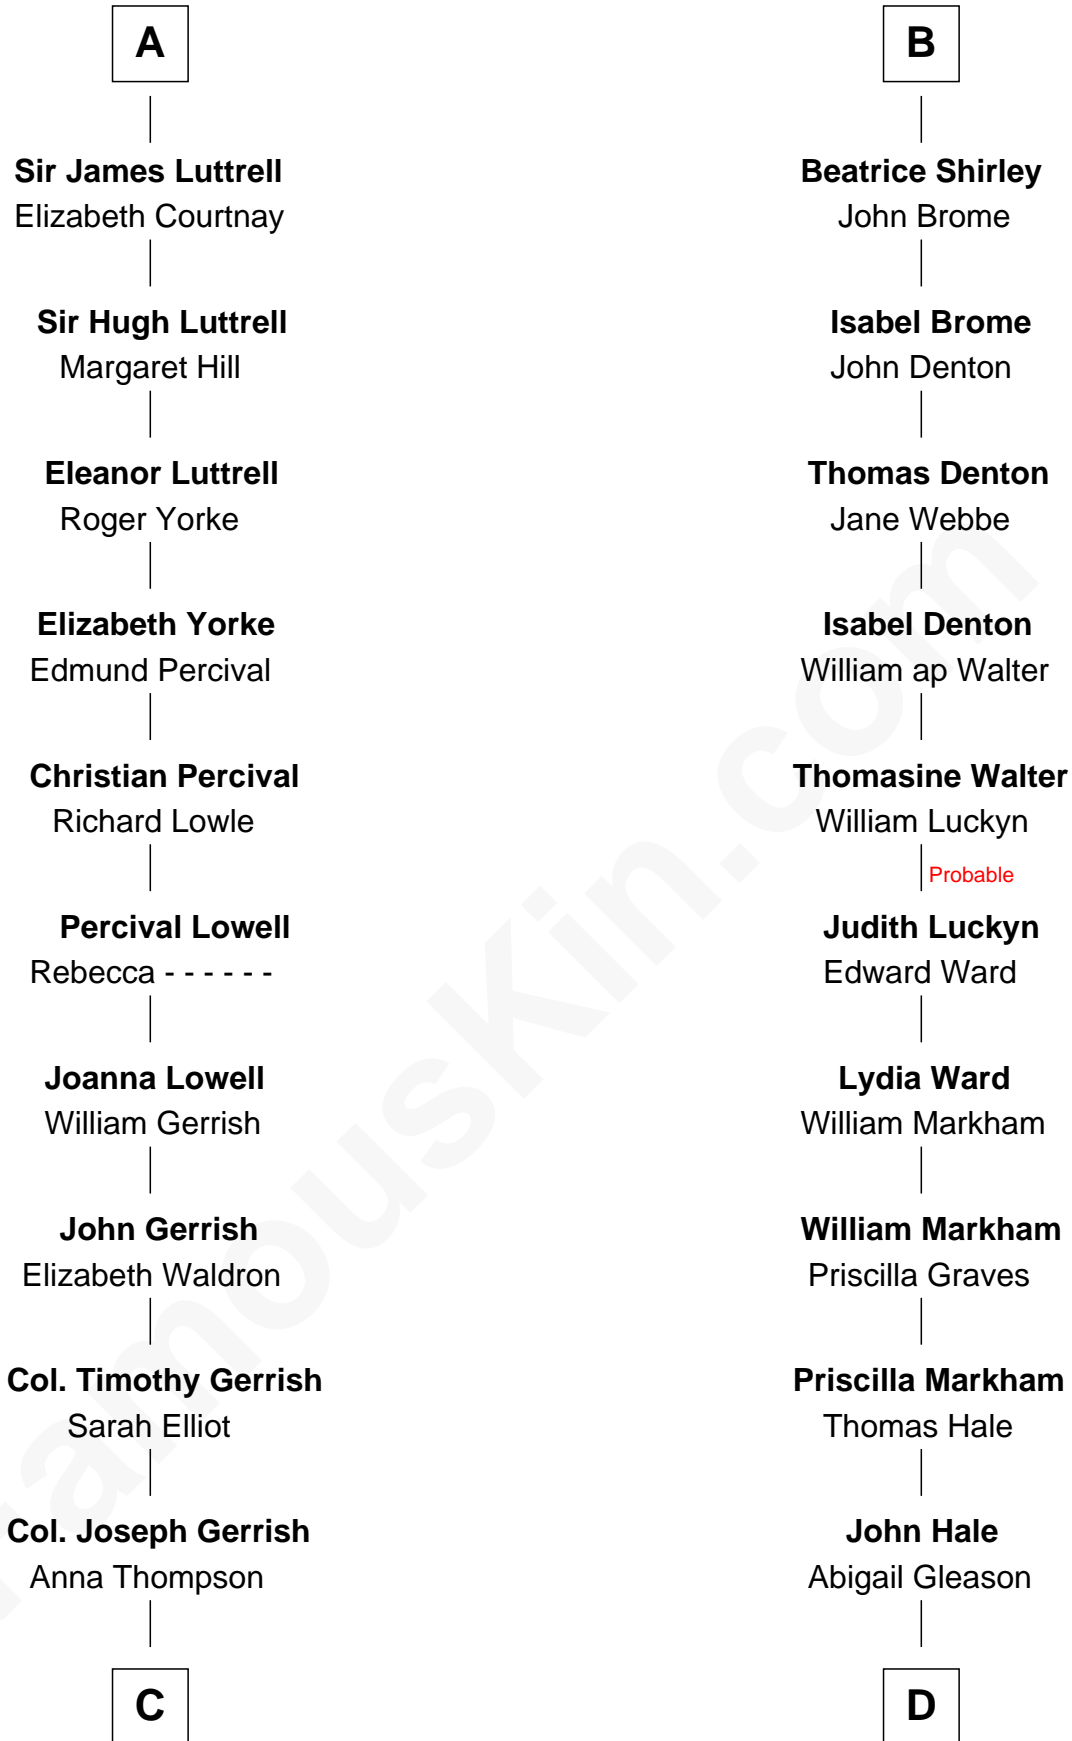 A
Sir James Luttrell
Elizabeth Courtnay
Sir Hugh Luttrell
Margaret Hill
Eleanor Luttrell
Roger Yorke
Elizabeth Yorke
Edmund Percival
Christian Percival
Richard Lowle
Percival Lowell
Rebecca - - - - - -
Joanna Lowell
William Gerrish
John Gerrish
Elizabeth Waldron
Col. Timothy Gerrish
Sarah Elliot
Col. Joseph Gerrish
Anna Thompson
C
B
Beatrice Shirley
John Brome
Isabel Brome
John Denton
Thomas Denton
Jane Webbe
Isabel Denton
William ap Walter
Thomasine Walter
William Luckyn
Probable
Judith Luckyn
Edward Ward
Lydia Ward
William Markham
William Markham
Priscilla Graves
Priscilla Markham
Thomas Hale
John Hale
Abigail Gleason
D
FamousKin.com